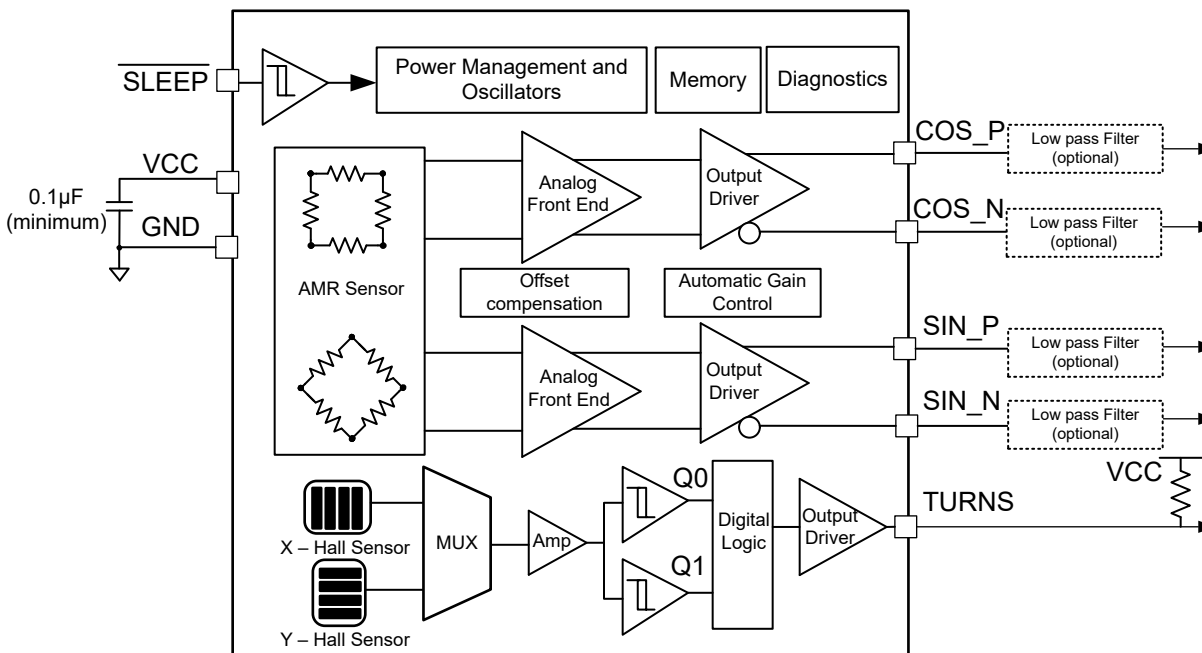 SLEEP
Power Management and
Oscillators
Memory
Diagnostics
VCC
0.1µF
(minimum)
GND
AMR Sensor
Analog
Front End
Output
Driver
COS_P
Low pass Filter
(optional)
COS_N
Low pass Filter
(optional)
Offset
compensation
Automatic Gain
Control
Analog
Front End
Output
Driver
SIN_P
Low pass Filter
(optional)
SIN_N
Low pass Filter
(optional)
X – Hall Sensor
Y – Hall Sensor
MUX
Amp
Q0
Q1
Digital
Logic
Output
Driver
TURNS
VCC